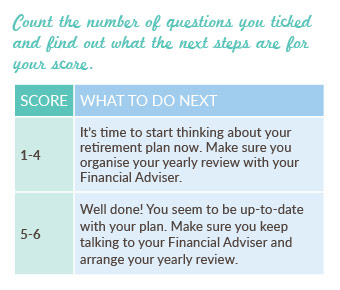 Count the number of questions you ticked
and find out what the next steps are for
your score.
SCORE WHAT TO DO NEXT
1-4
It's time to start thinking about your
retirement plan now. Make sure you
organise your yearly review with your
Financial Adviser.
5-6
Well done! You seem to be up-to-date
with your plan. Make sure you keep
talking to your Financial Adviser and
arrange your yearly review.